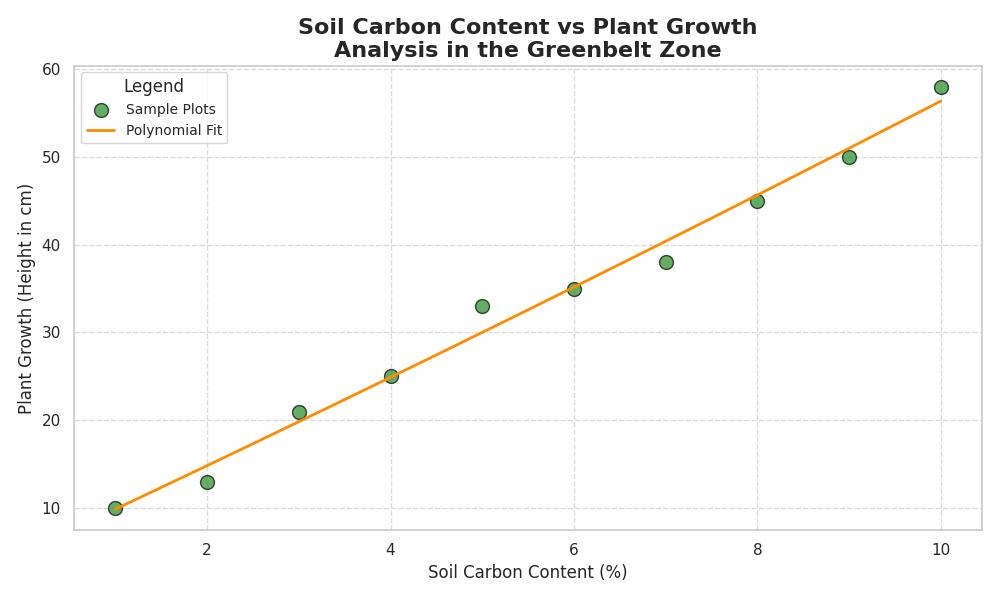 Soil Carbon Content vs Plant Growth
Analysis in the Greenbelt Zone
Legend
Sample Plots
Polynomial Fit
Plant Growth (Height in cm)
60
50
40
30
20
10
2
4
6
8
10
Soil Carbon Content (%)